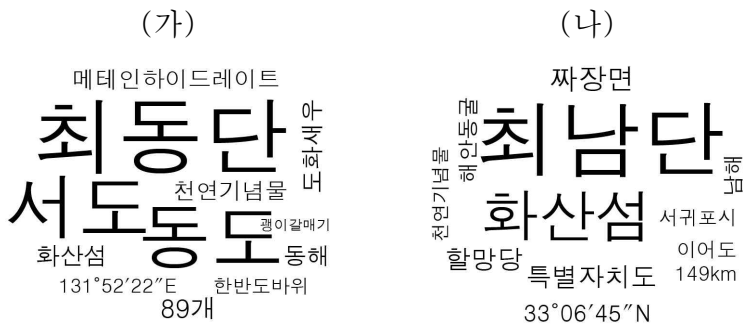 (가)
메테인하이드레이트
최동단
도화새우
서도
천연기념물
동도
괭이갈매기
화산섬
동해
131°52′22″E
한반도바위
89개
(나)
짜장면
최남단
해안동굴
천연기념물
남해
화산섬
서귀포시
할망당
이어도
149km
특별자치도
33°06′45″N